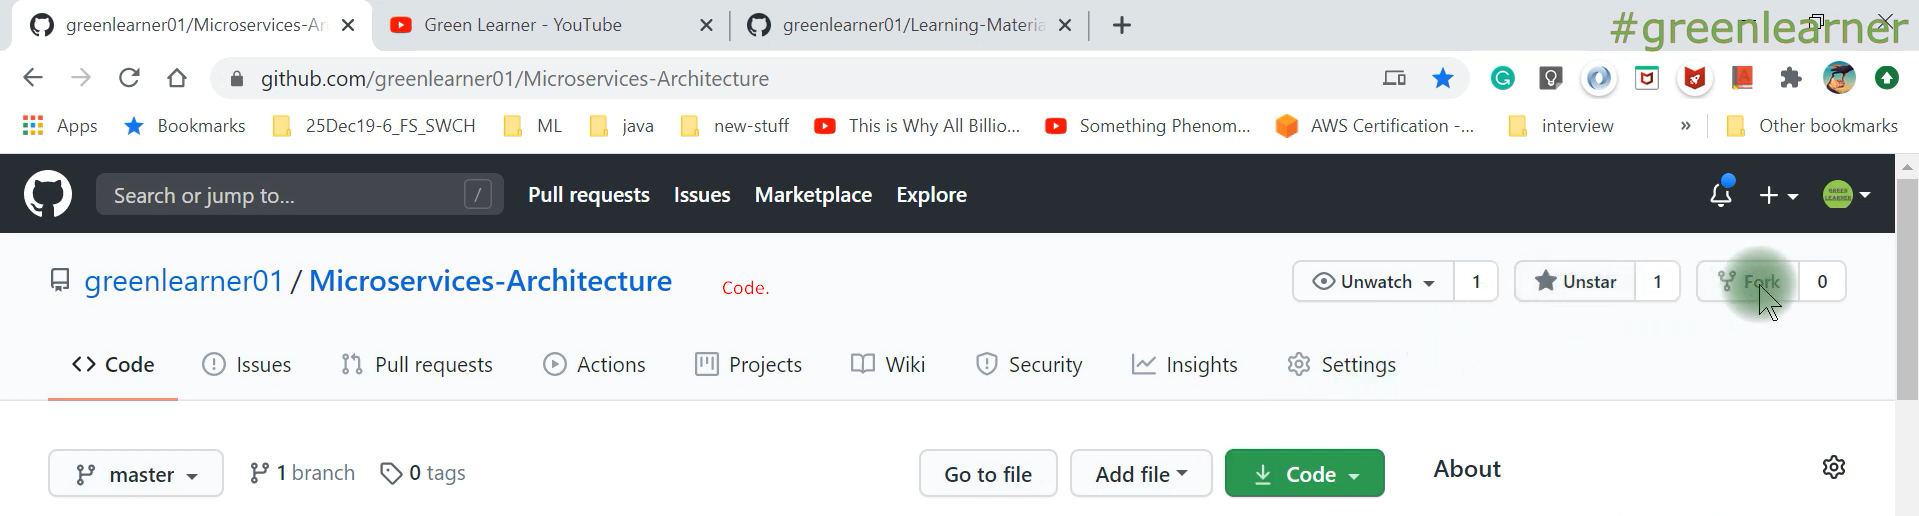 greenlearner01/Microservices-Ar
Green Learner - YouTube
greenlearner01/Learning-Materia
#greenlearner
github.com/greenlearner01/Microservices-Architecture
Apps
Bookmarks
25Dec19-6_FS_SWCH
ML
java
new-stuff
This is Why All Billio...
Something Phenom...
AWS Certification -...
interview
»
Other bookmarks
Search or jump to...
/
Pull requests
Issues
Marketplace
Explore
GREEN
LEARNER
greenlearner01 / Microservices-Architecture
Code.
Unwatch
1
Unstar
1
Fork
0
Code
Issues
Pull requests
Actions
Projects
Wiki
Security
Insights
Settings
master
1 branch
0 tags
Go to file
Add file
Code
About